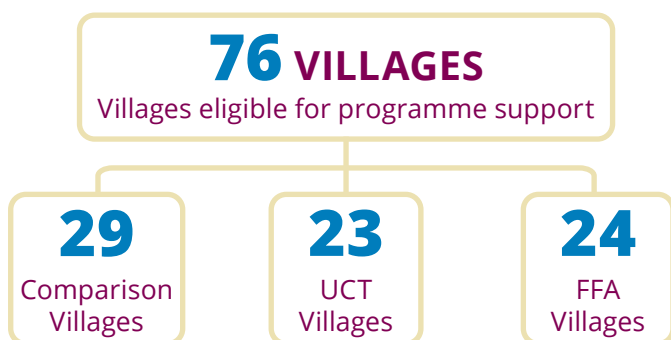 76 VILLAGES
Villages eligible for programme support
29
Comparison
Villages
23
UCT
Villages
24
FFA
Villages